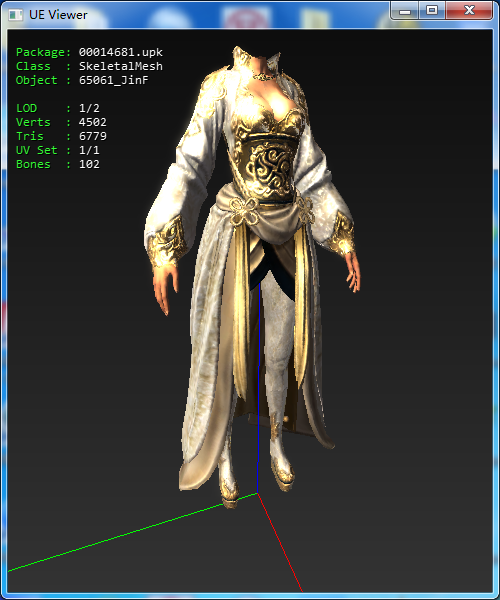 UE Viewer
Package: 00014681.upk
Class : SkeletalMesh
Object : 65061_JinF
LOD : 1/2
Verts : 4502
Tris : 6779
UV Set : 1/1
Bones : 102